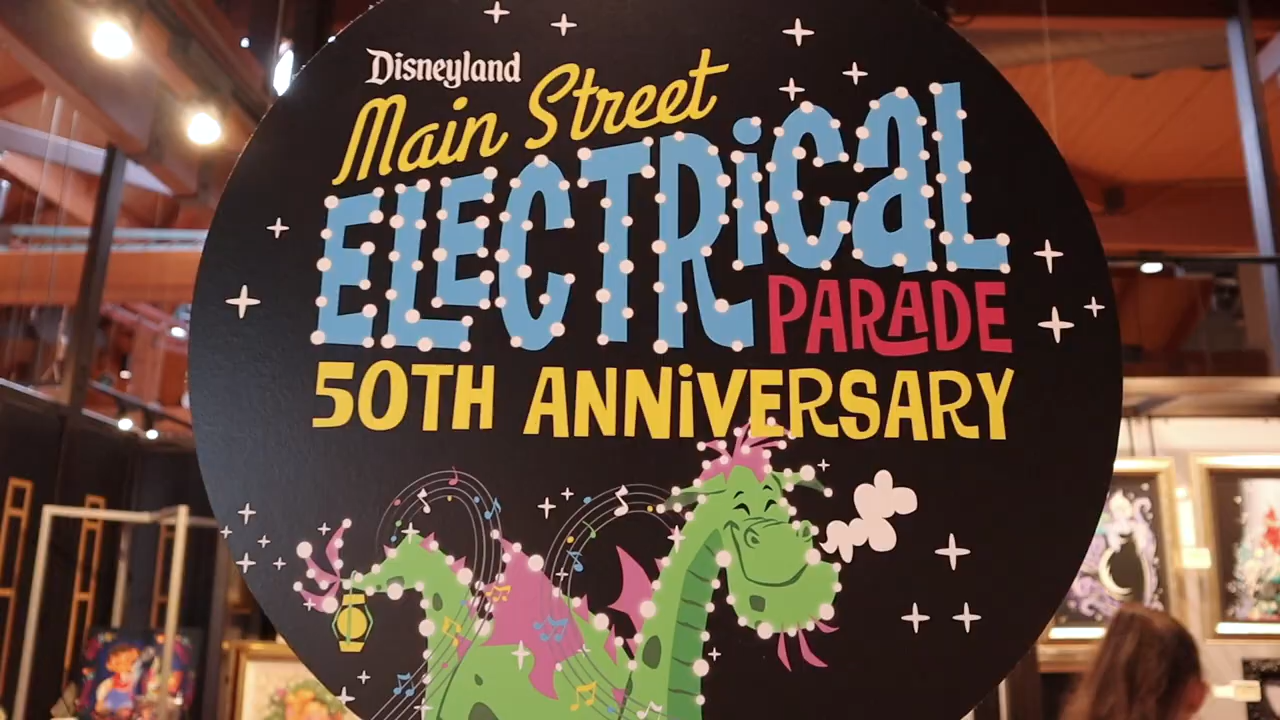 Disneyland
Main Street
ELECTRiCaL
PARADE
50TH ANNiVERSARY